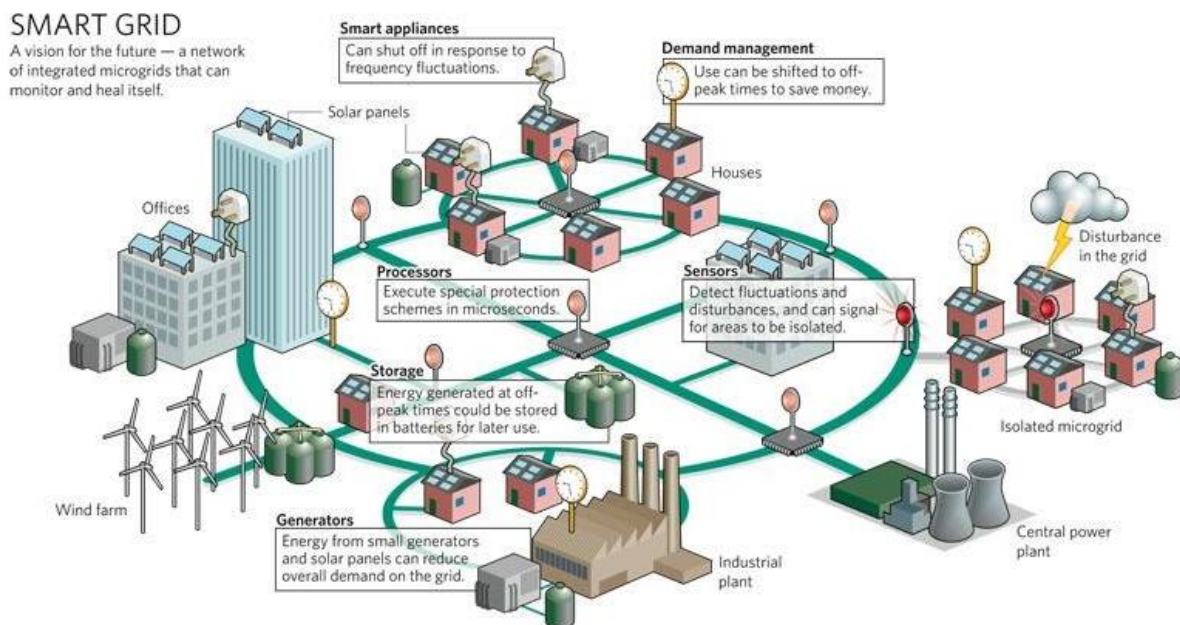 SMART GRID
A vision for the future — a network
of integrated microgrids that can
monitor and heal itself.
Smart appliances
Can shut off in response to
frequency fluctuations.
Demand management
Use can be shifted to off-
peak times to save money.
Solar panels
Houses
Offices
Disturbance
in the grid
Processors
Execute special protection
schemes in microseconds.
Sensors
Detect fluctuations and
disturbances, and can signal
for areas to be isolated.
Storage
Energy generated at off-
peak times could be stored
in batteries for later use.
Isolated microgrid
Wind farm
Generators
Energy from small generators
and solar panels can reduce
overall demand on the grid.
Industrial
plant
Central power
plant